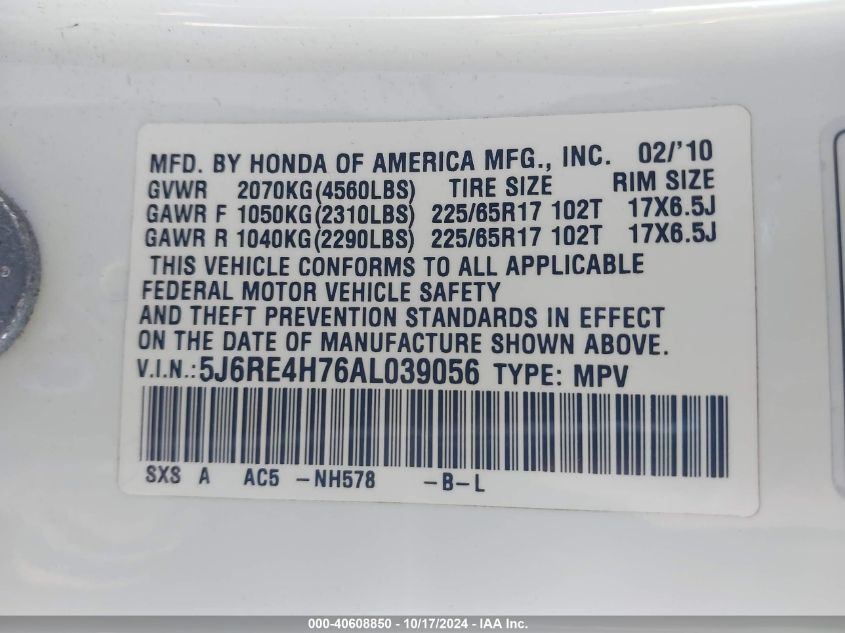 MFD. BY HONDA OF AMERICA MFG., INC. 02/'10
GVWR 2070KG(4560LBS) TIRE SIZE RIM SIZE
GAWR F 1050KG(2310LBS) 225/65R17 102T 17X6.5J
GAWR R 1040KG(2290LBS) 225/65R17 102T 17X6.5J
THIS VEHICLE CONFORMS TO ALL APPLICABLE
FEDERAL MOTOR VEHICLE SAFETY
AND THEFT PREVENTION STANDARDS IN EFFECT
ON THE DATE OF MANUFACTURE SHOWN ABOVE.
V.I.N.:5J6RE4H76AL039056 TYPE: MPV
SXS A AC5 -NH578 -B-L
000-40608850 - 10/17/2024 - IAA Inc.